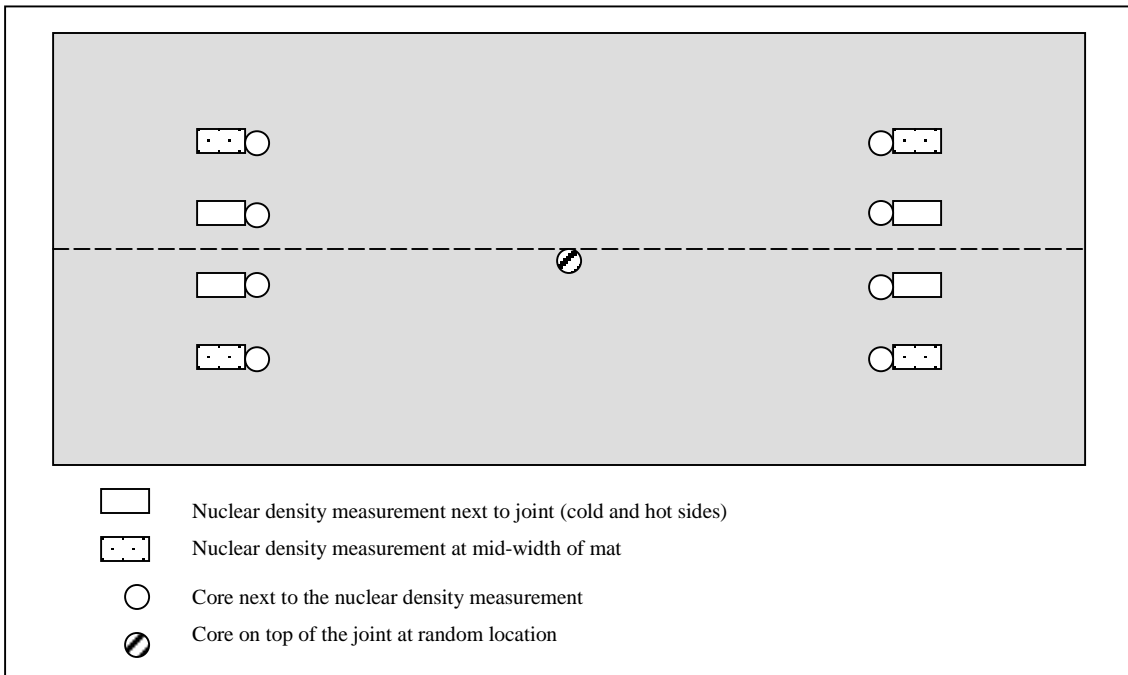 Nuclear density measurement next to joint (cold and hot sides)
Nuclear density measurement at mid-width of mat
Core next to the nuclear density measurement
Core on top of the joint at random location